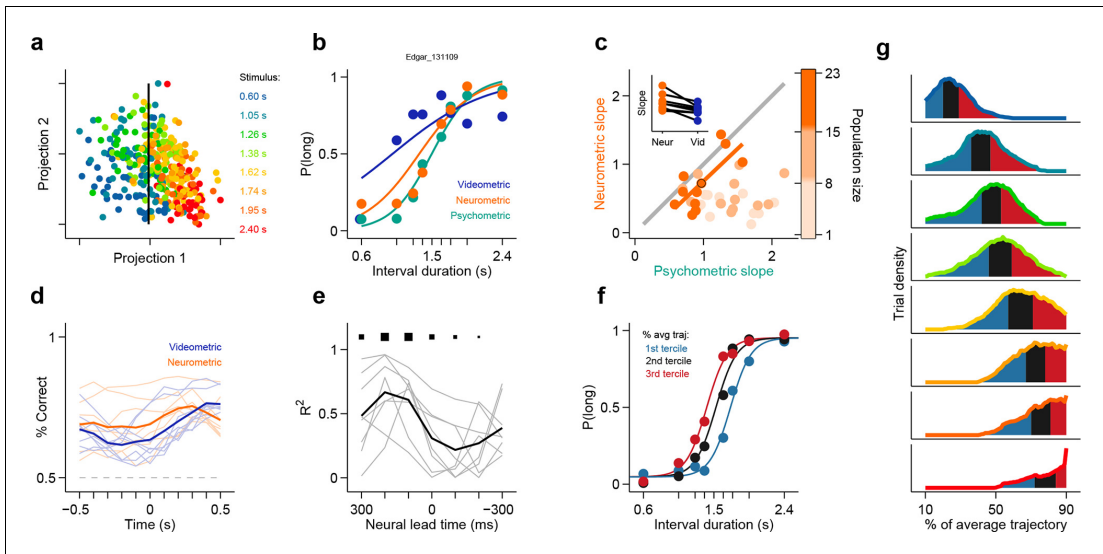 a
Projection 2
Projection 1
Stimulus:
0.60 s
1.05 s
1.26 s
1.38 s
1.62 s
1.74 s
1.95 s
2.40 s
b
Edgar_131109
P(long)
1
0.5
0
Videometric
Neurometric
Psychometric
0.6 1.5 2.4
Interval duration (s)
c
Neurometric slope
2
1
0
Slope
Neur Vid
0 1 2
Psychometric slope
23
15
8
1
Population size
d
% Correct
1
0.5
Videometric
Neurometric
−0.5 0 0.5
Time (s)
e
R2
1
0.5
0
300 0 −300
Neural lead time (ms)
f
P(long)
1
0.5
0
% avg traj:
1st tercile
2nd tercile
3rd tercile
0.6 1.5 2.4
Interval duration (s)
g
Trial density
10 50 90
% of average trajectory